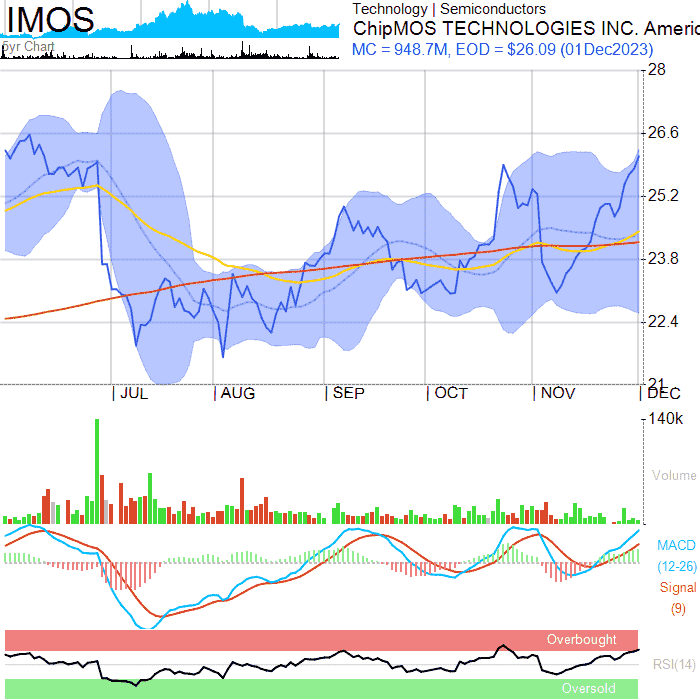 IMOS
5yr Chart
Technology | Semiconductors
ChipMOS TECHNOLOGIES INC. Americ
MC = 948.7M, EOD = $26.09 (01Dec2023)
28
26.6
25.2
23.8
22.4
21
JUL AUG SEP OCT NOV DEC
140k
Volume
MACD
(12-26)
Signal
(9)
Overbought
RSI(14)
Oversold